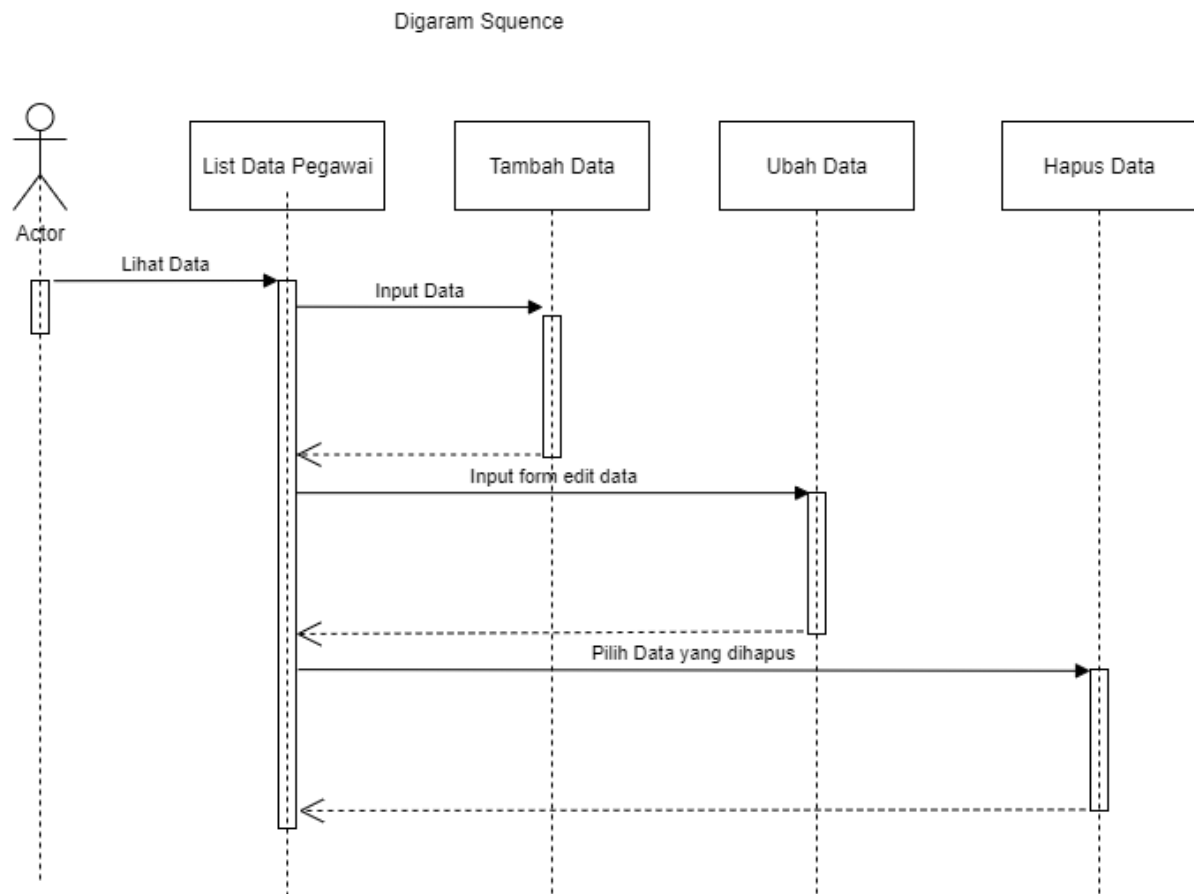 Digaram Squence
List Data Pegawai
Tambah Data
Ubah Data
Hapus Data
Actor
Lihat Data
Input Data
Input form edit data
Pilih Data yang dihapus